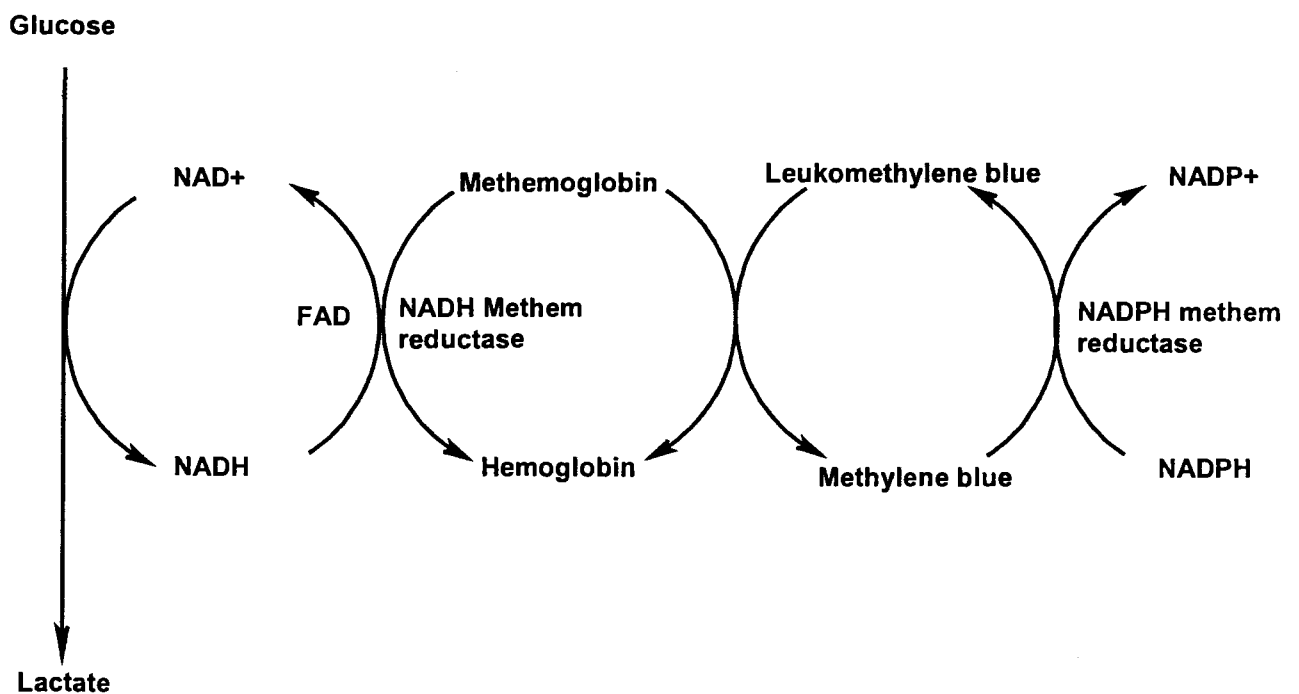 Glucose
NAD+
Methemoglobin
Leukomethylene blue
NADP+
FAD
NADH Methem
reductase
NADPH methem
reductase
NADH
Hemoglobin
Methylene blue
NADPH
Lactate